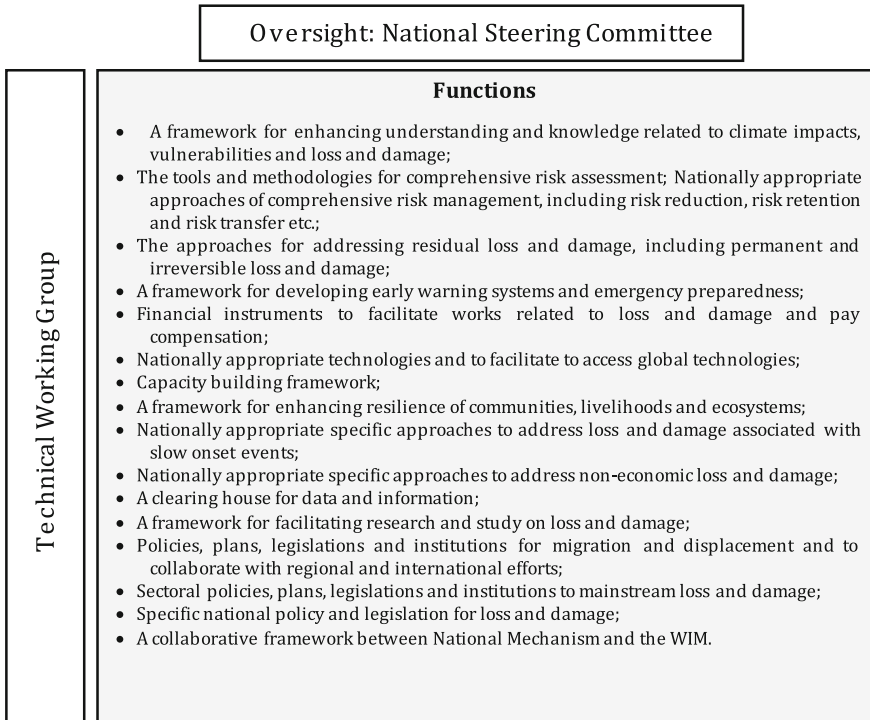 Oversight: National Steering Committee
Technical Working Group
Functions
• A framework for enhancing understanding and knowledge related to climate impacts,
vulnerabilities and loss and damage;
• The tools and methodologies for comprehensive risk assessment; Nationally appropriate
approaches of comprehensive risk management, including risk reduction, risk retention
and risk transfer etc.;
• The approaches for addressing residual loss and damage, including permanent and
irreversible loss and damage;
• A framework for developing early warning systems and emergency preparedness;
• Financial instruments to facilitate works related to loss and damage and pay
compensation;
• Nationally appropriate technologies and to facilitate to access global technologies;
• Capacity building framework;
• A framework for enhancing resilience of communities, livelihoods and ecosystems;
• Nationally appropriate specific approaches to address loss and damage associated with
slow onset events;
• Nationally appropriate specific approaches to address non-economic loss and damage;
• A clearing house for data and information;
• A framework for facilitating research and study on loss and damage;
• Policies, plans, legislations and institutions for migration and displacement and to
collaborate with regional and international efforts;
• Sectoral policies, plans, legislations and institutions to mainstream loss and damage;
• Specific national policy and legislation for loss and damage;
• A collaborative framework between National Mechanism and the WIM.